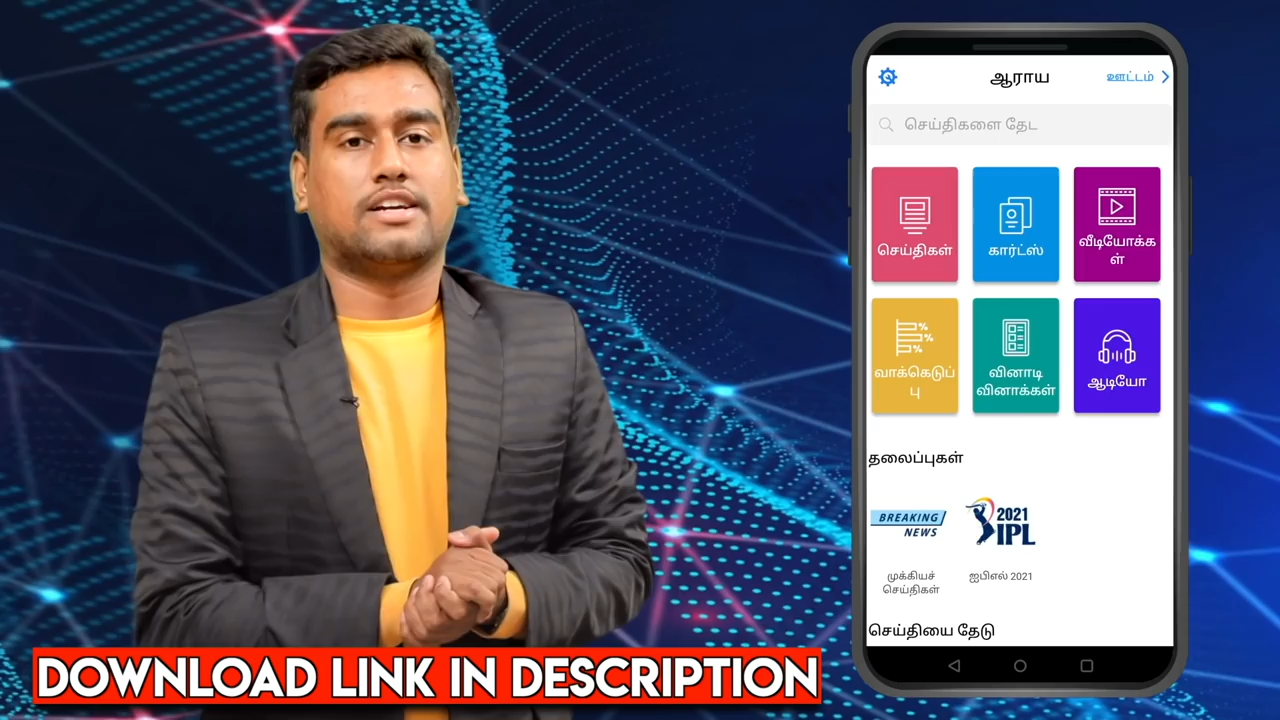 ஆராய
ஊட்டம்
செய்திகளை தேட
செய்திகள்
கார்ட்ஸ்
வீடியோக்க
ள்
%
%
%
வாக்கெடுப்
பு
வினாடி
வினாக்கள்
ஆடியோ
தலைப்புகள்
BREAKING
NEWS
2021
IPL
முக்கியச்
செய்திகள்
ஐபிஎல் 2021
செய்தியை தேடு
DOWNLOAD LINK IN DESCRIPTION